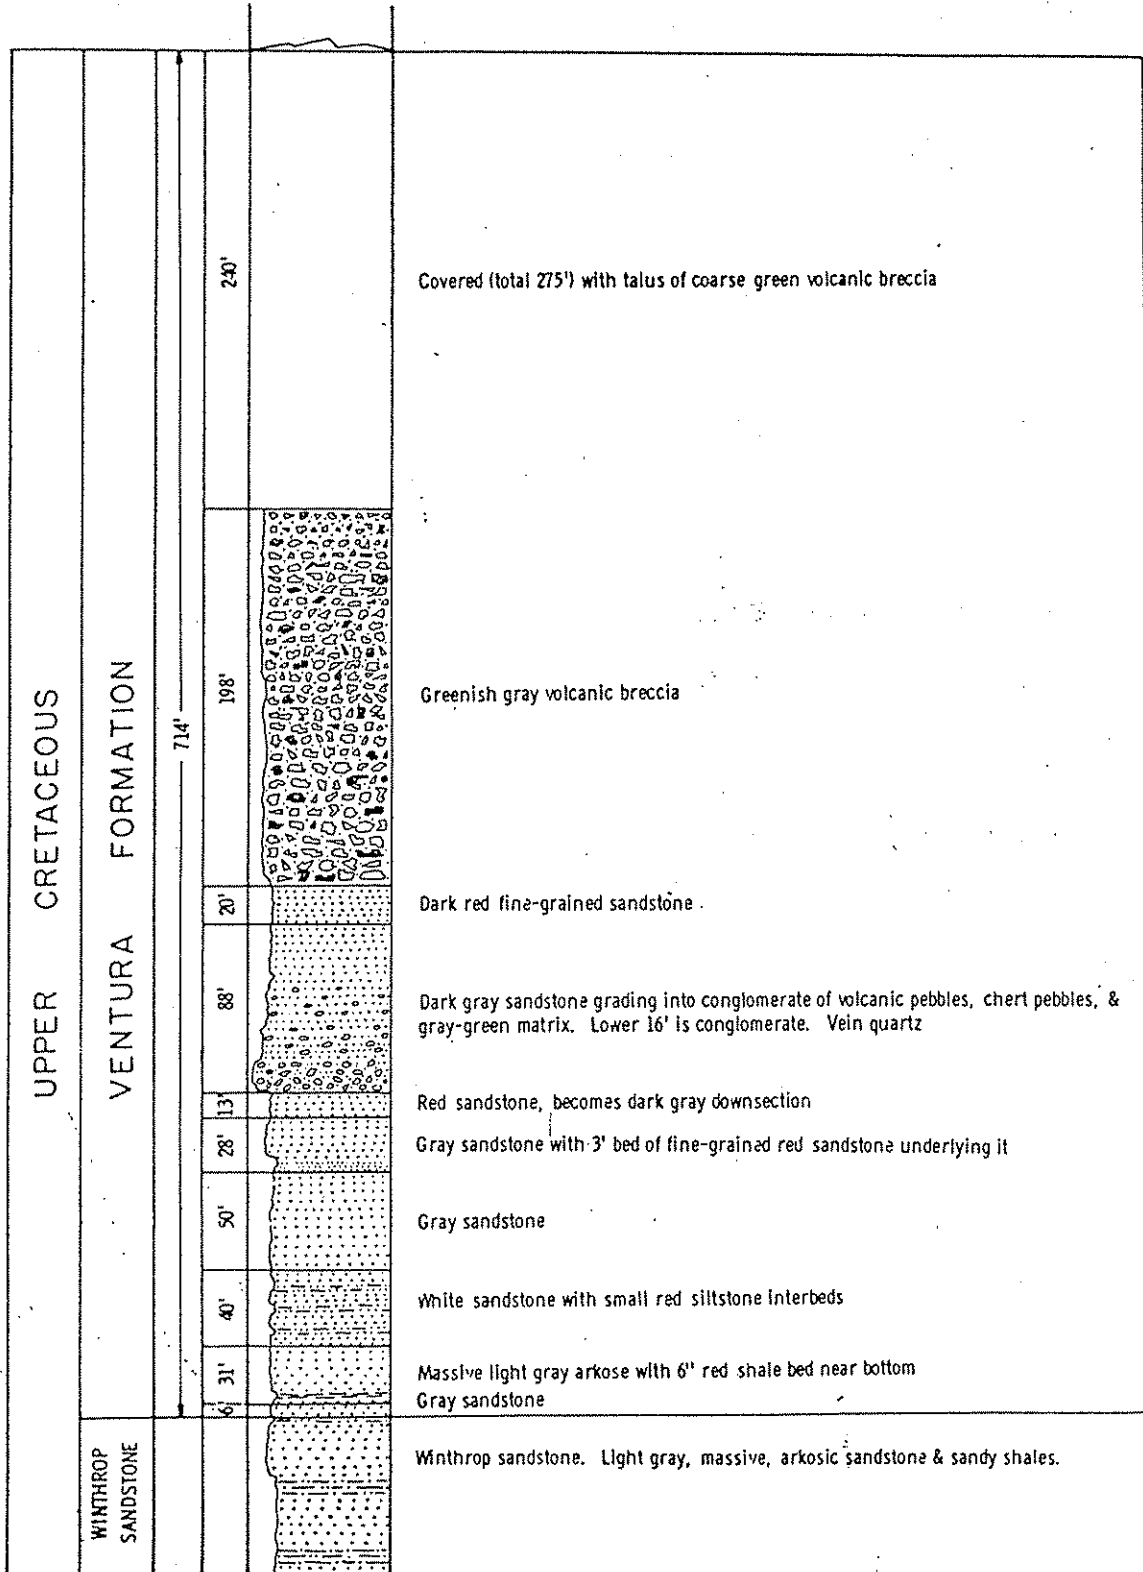 UPPER CRETACEOUS
VENTURA FORMATION
WINTHROP
SANDSTONE
714'
240'
Covered (total 275') with talus of coarse green volcanic breccia
198'
Greenish gray volcanic breccia
20'
Dark red fine-grained sandstone
88'
Dark gray sandstone grading into conglomerate of volcanic pebbles, chert pebbles, &
gray-green matrix. Lower 16' is conglomerate. Vein quartz
13'
Red sandstone, becomes dark gray downsection
28'
Gray sandstone with 3' bed of fine-grained red sandstone underlying it
50'
Gray sandstone
40'
White sandstone with small red siltstone interbeds
31'
Massive light gray arkose with 6" red shale bed near bottom
6'
Gray sandstone
Winthrop sandstone. Light gray, massive, arkosic sandstone & sandy shales.